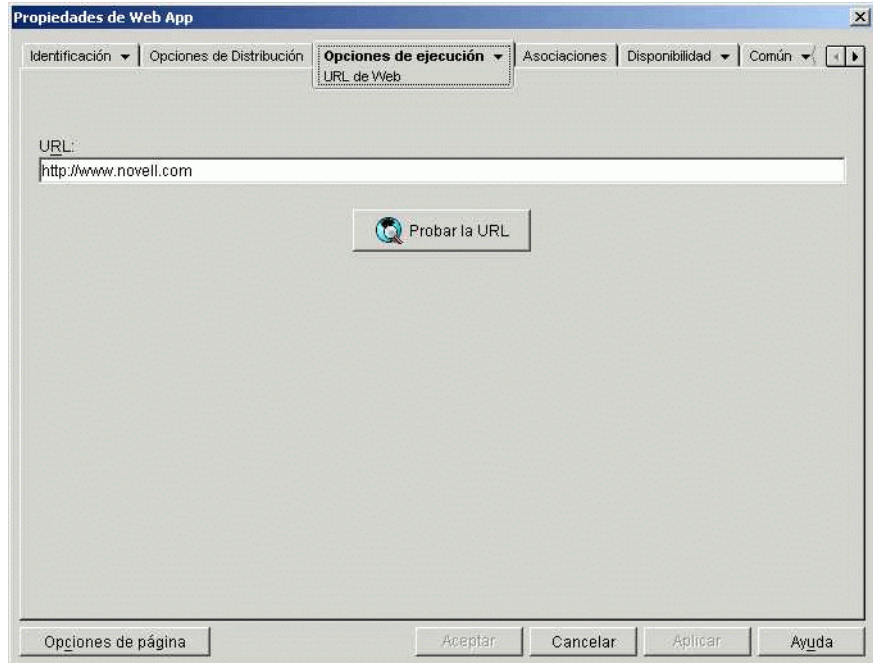 Propiedades de Web App
Identificación Opciones de Distribución Opciones de ejecución Asociaciones Disponibilidad Común
URL de Web
URL:
http://www.novell.com
Probar la URL
Opciones de página Aceptar Cancelar Aplicar Ayuda